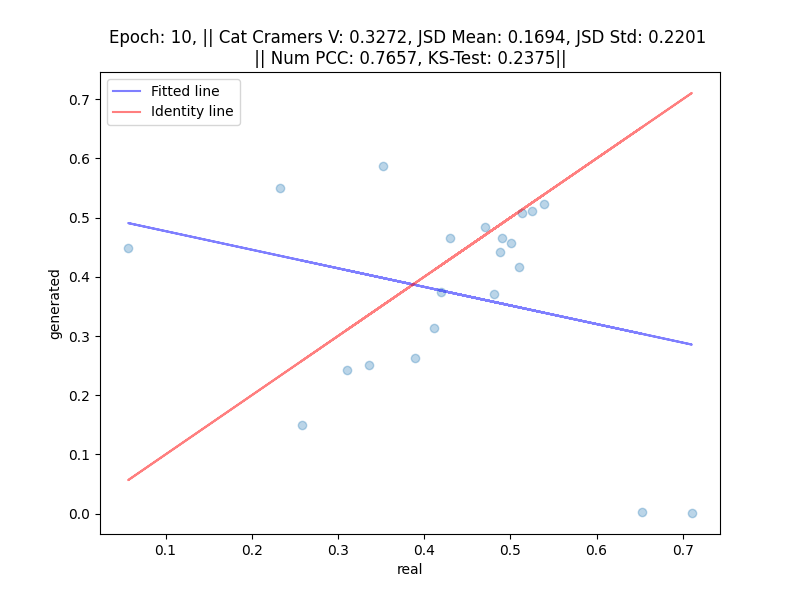 Epoch: 10, || Cat Cramers V: 0.3272, JSD Mean: 0.1694, JSD Std: 0.2201
|| Num PCC: 0.7657, KS-Test: 0.2375||
Fitted line
Identity line
0.7
0.6
0.5
0.4
0.3
0.2
0.1
0.0
generated
0.1 0.2 0.3 0.4 0.5 0.6 0.7
real